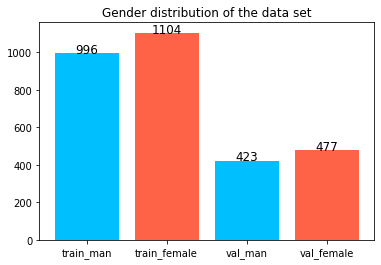 Gender distribution of the data set
1000
800
600
400
200
0
996
1104
423
477
train_man
train_female
val_man
val_female